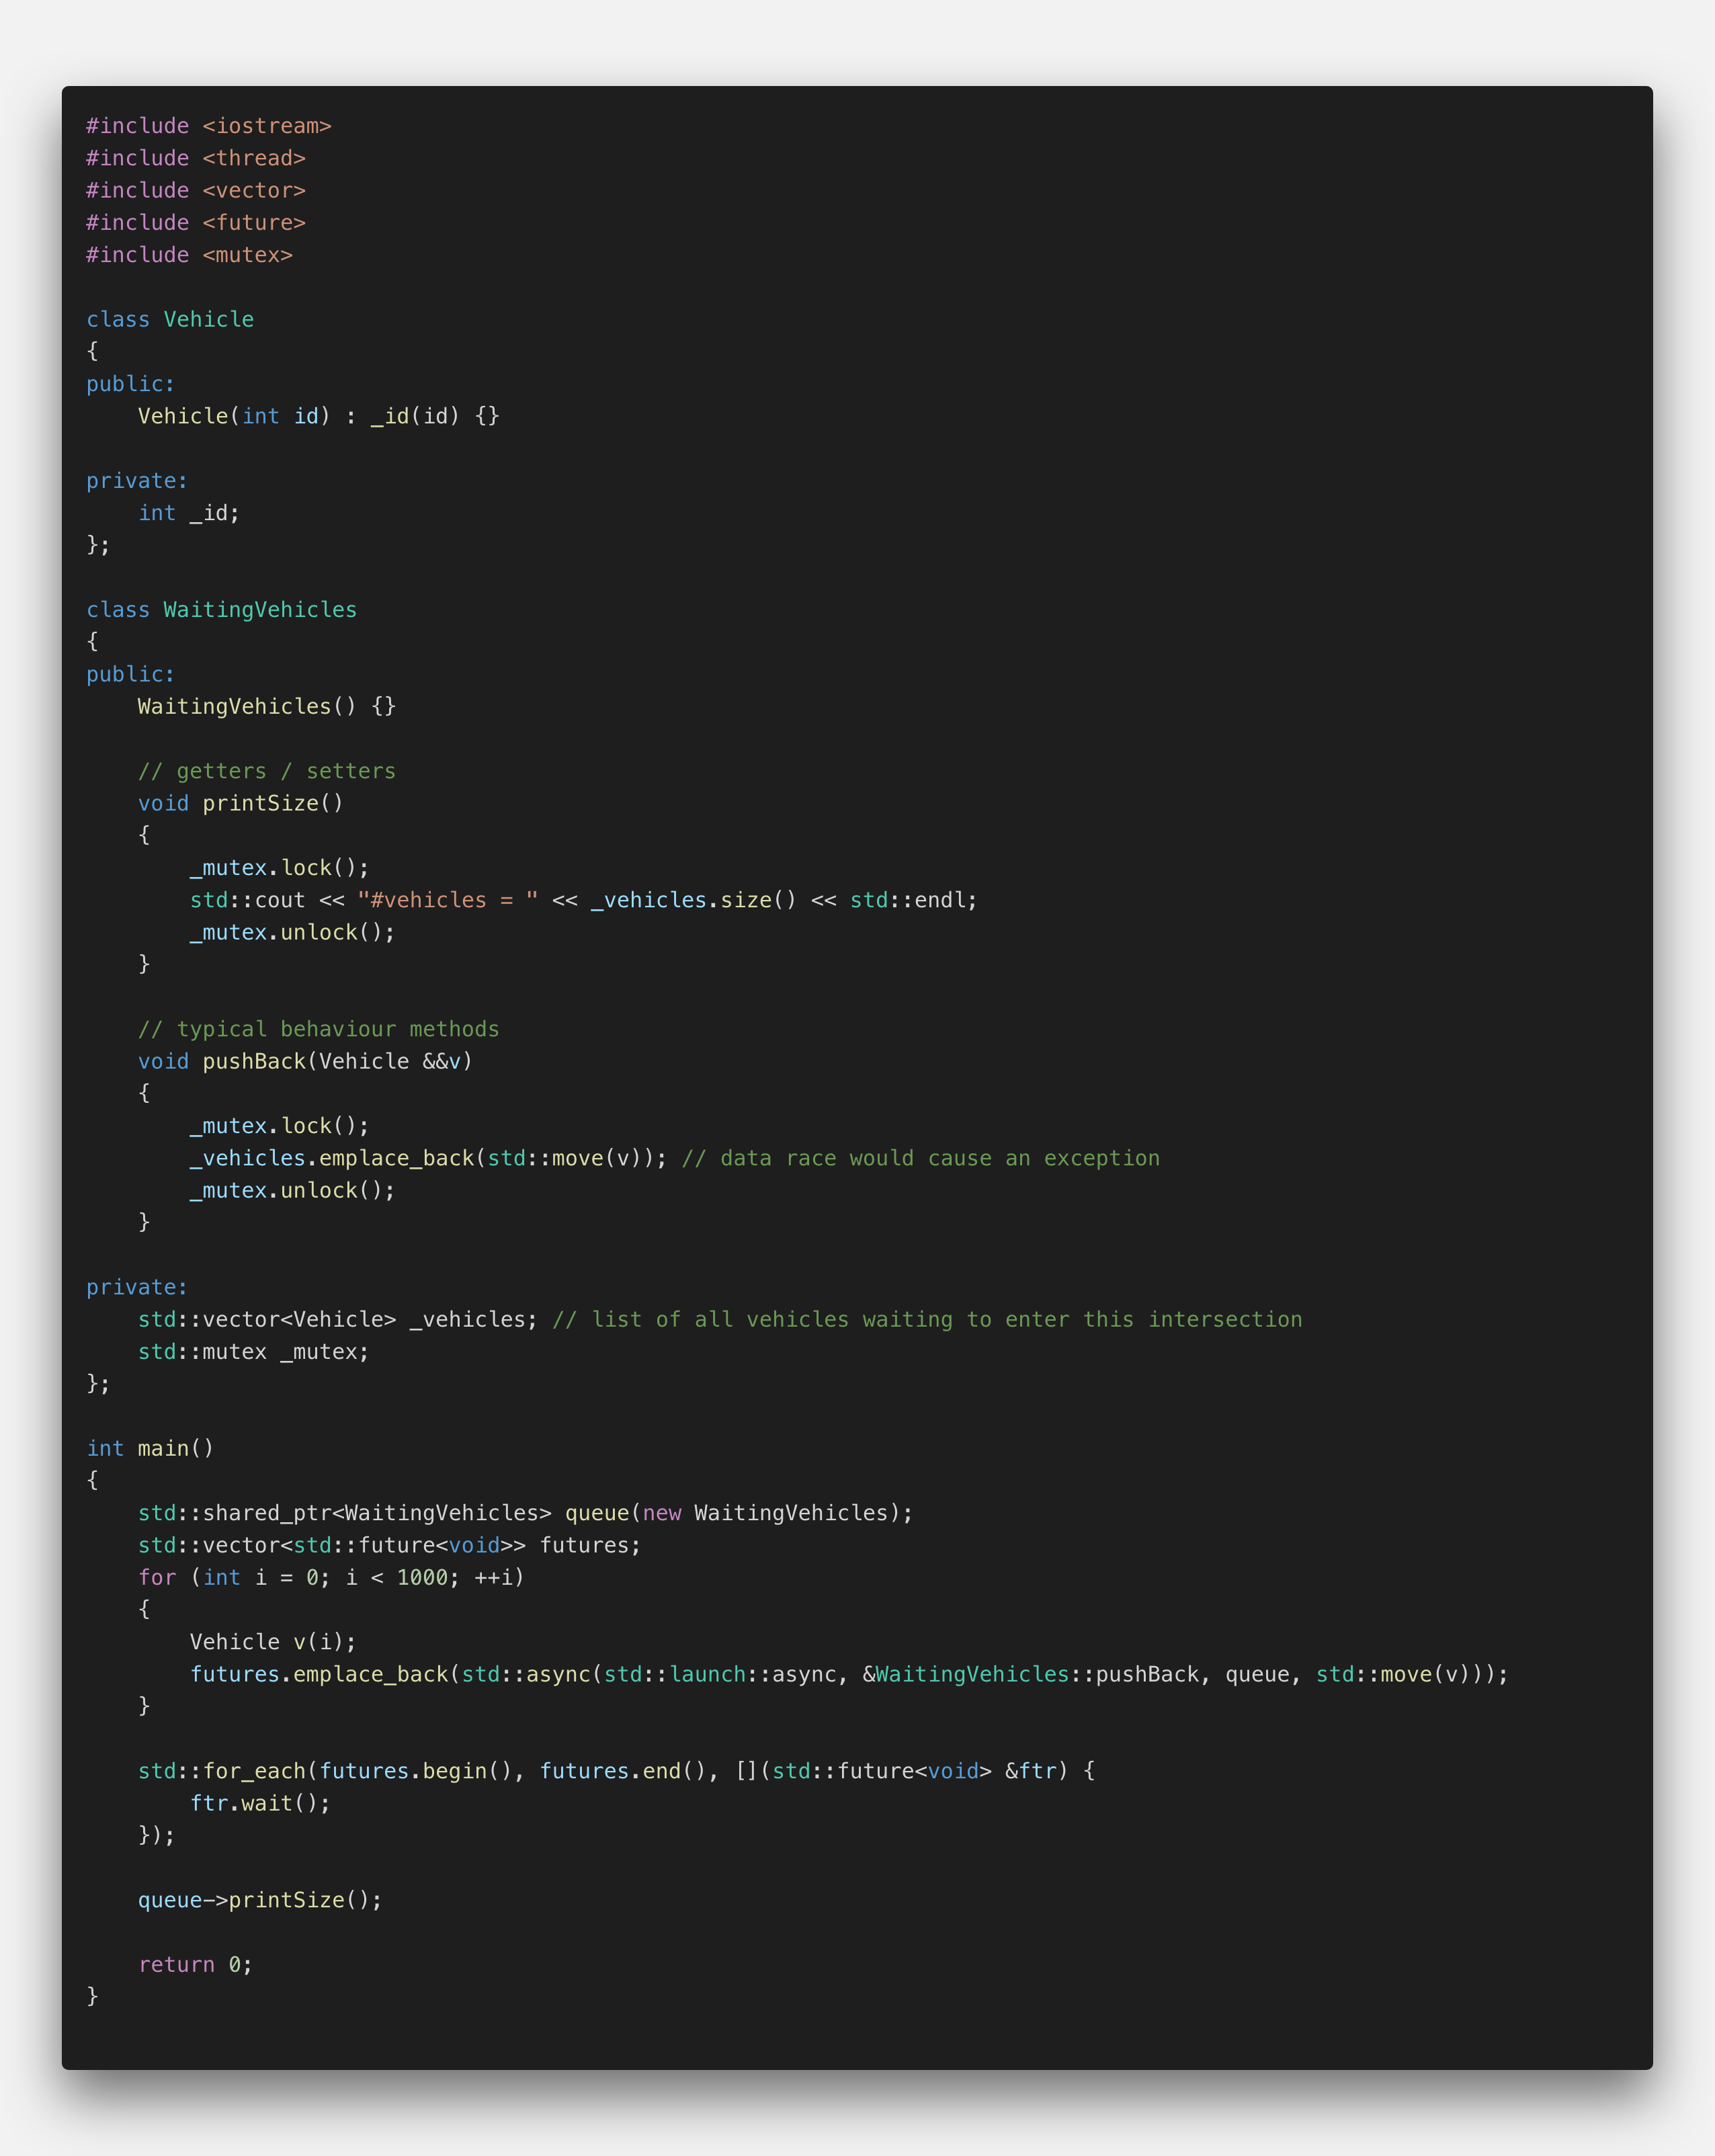 #include <iostream>
#include <thread>
#include <vector>
#include <future>
#include <mutex>

class Vehicle
{
public:
    Vehicle(int id) : _id(id) {}

private:
    int _id;
};

class WaitingVehicles
{
public:
    WaitingVehicles() {}

    // getters / setters
    void printSize()
    {
        _mutex.lock();
        std::cout << "#vehicles = " << _vehicles.size() << std::endl;
        _mutex.unlock();
    }

    // typical behaviour methods
    void pushBack(Vehicle &&v)
    {
        _mutex.lock();
        _vehicles.emplace_back(std::move(v)); // data race would cause an exception
        _mutex.unlock();
    }

private:
    std::vector<Vehicle> _vehicles; // list of all vehicles waiting to enter this intersection
    std::mutex _mutex;
};

int main()
{
    std::shared_ptr<WaitingVehicles> queue(new WaitingVehicles);
    std::vector<std::future<void>> futures;
    for (int i = 0; i < 1000; ++i)
    {
        Vehicle v(i);
        futures.emplace_back(std::async(std::launch::async, &WaitingVehicles::pushBack, queue, std::move(v)));
    }

    std::for_each(futures.begin(), futures.end(), [](std::future<void> &ftr) {
        ftr.wait();
    });

    queue->printSize();

    return 0;
}